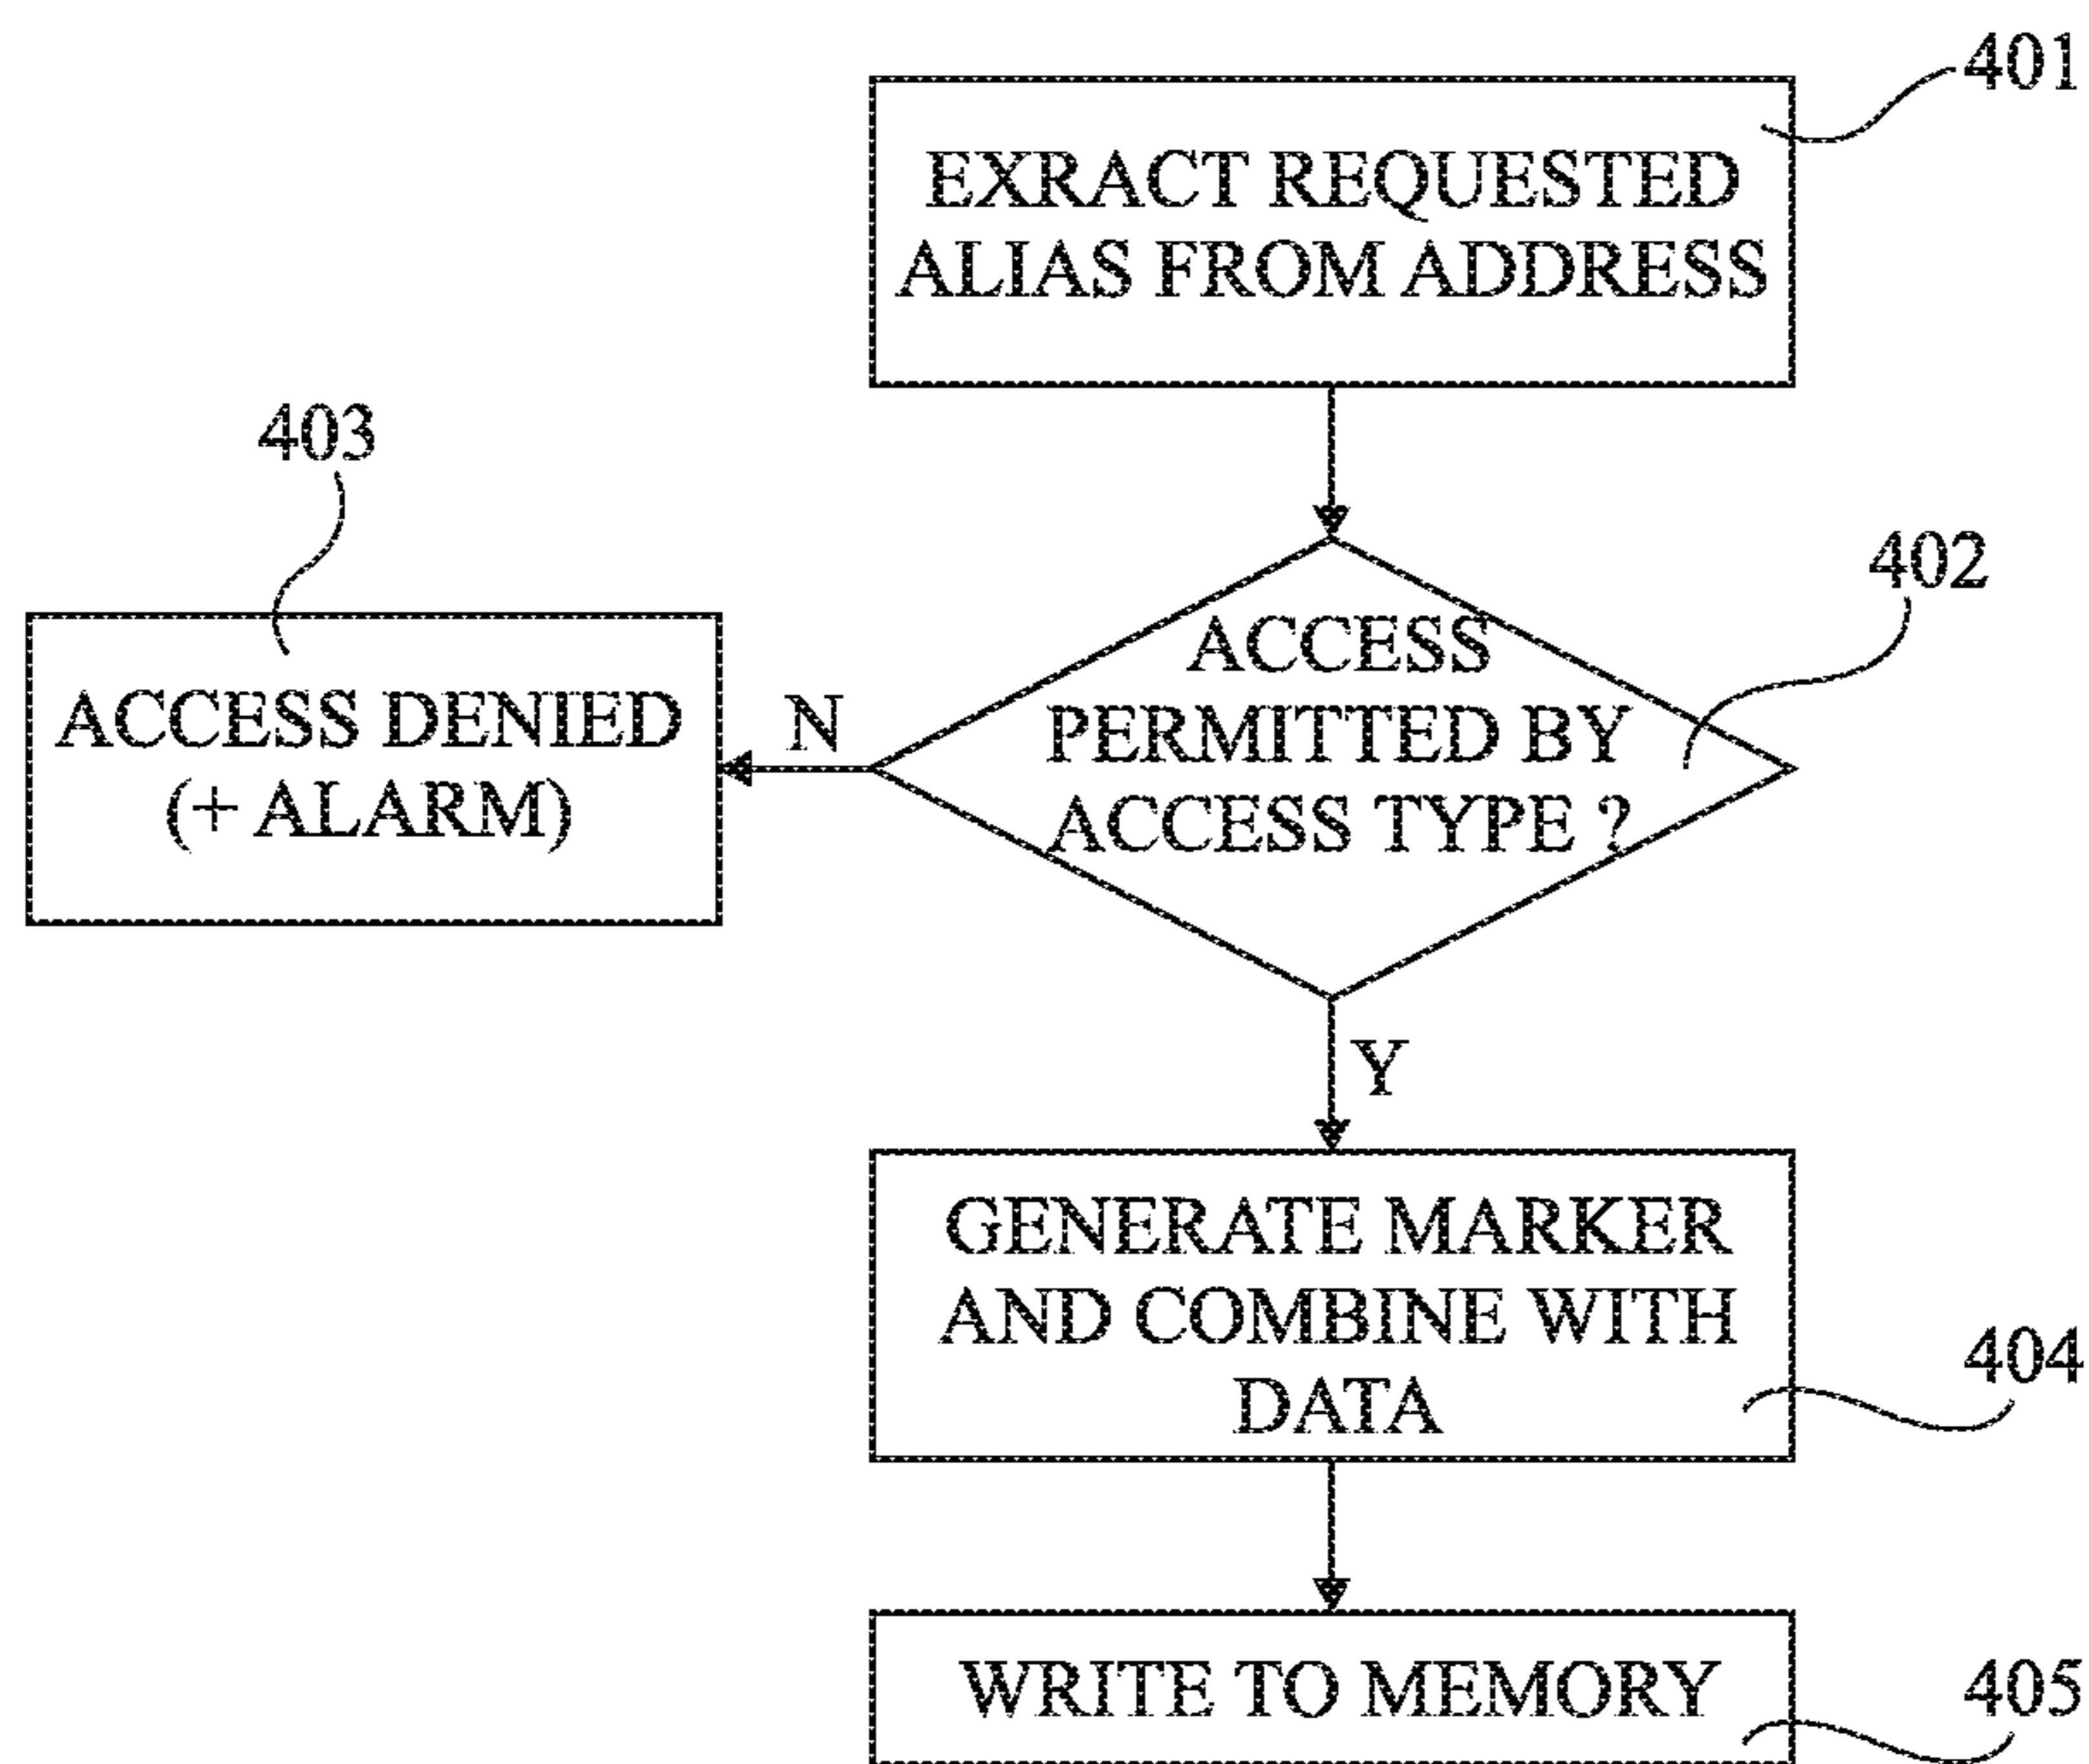 401
EXRACT REQUESTED
ALIAS FROM ADDRESS
403
402
ACCESS
PERMITTED BY
ACCESS TYPE ?
N
ACCESS DENIED
(+ ALARM)
Y
GENERATE MARKER
AND COMBINE WITH
DATA
404
WRITE TO MEMORY
405